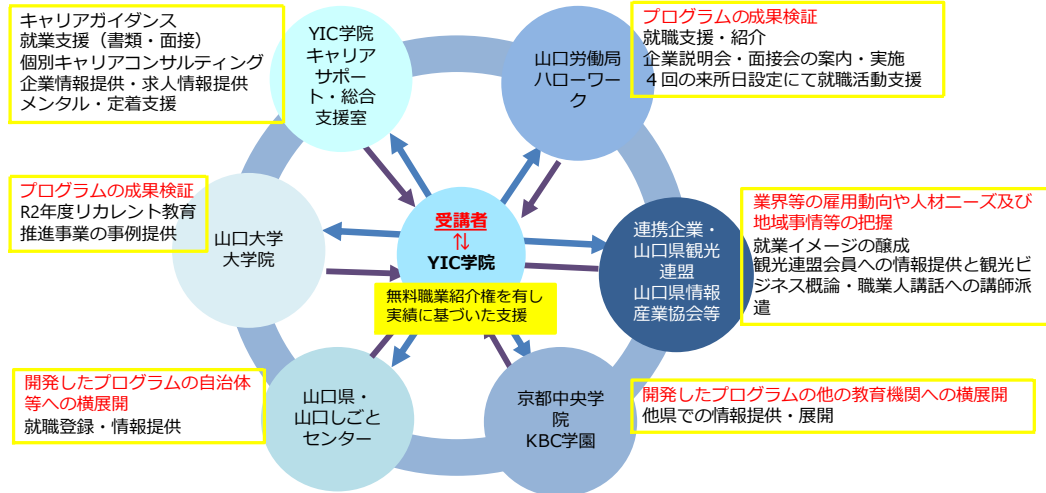 キャリアガイダンス
就業支援（書類・面接）
個別キャリアコンサルティング
企業情報提供・求人情報提供
メンタル・定着支援
YIC学院
キャリア
サポー
ト・総合
支援室
山口労働局
ハローワー
ク
プログラムの成果検証
就職支援・紹介
企業説明会・面接会の案内・実施
４回の来所日設定にて就職活動支援
プログラムの成果検証
R2年度リカレント教育
推進事業の事例提供
山口大学
大学院
受講者
⇅
YIC学院
無料職業紹介権を有し
実績に基づいた支援
連携企業・
山口県観光
連盟
山口県情報
産業協会等
業界等の雇用動向や人材ニーズ及び
地域事情等の把握
就業イメージの醸成
観光連盟会員への情報提供と観光ビ
ジネス概論・職業人講話への講師派
遣
開発したプログラムの自治体
等への横展開
就職登録・情報提供
山口県・
山口しごと
センター
京都中央学
院
KBC学園
開発したプログラムの他の教育機関への横展開
他県での情報提供・展開